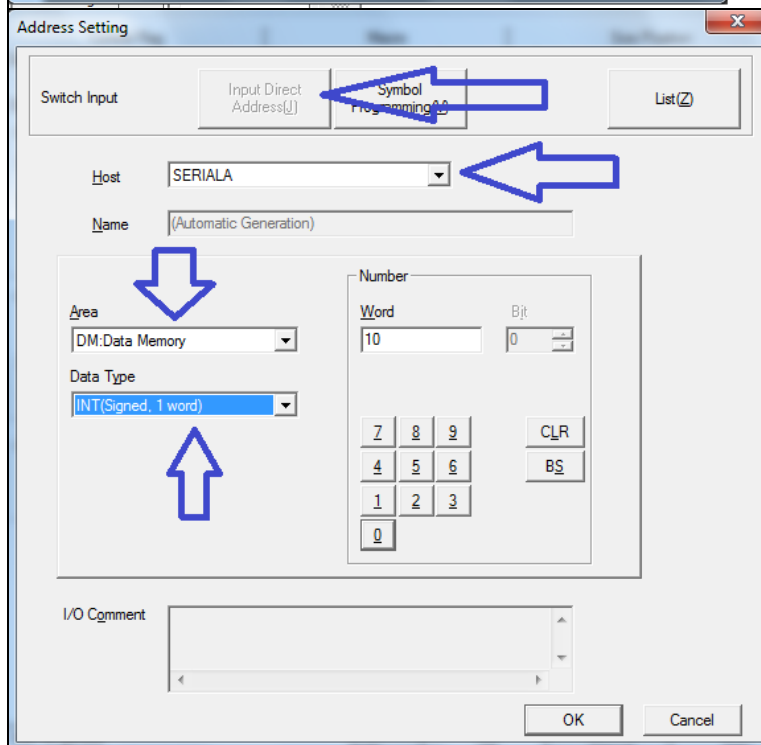 Address Setting
Switch Input
Input Direct
Address[J]
Symbol
Programming(V)
List(Z)
Host
SERIALA
Name
(Automatic Generation)
Number
Area
Word
Bit
DM:Data Memory
10
0
Data Type
INT(Signed, 1 word)
7 8 9 CLR
4 5 6 BS
1 2 3
0
I/O Comment
OK Cancel